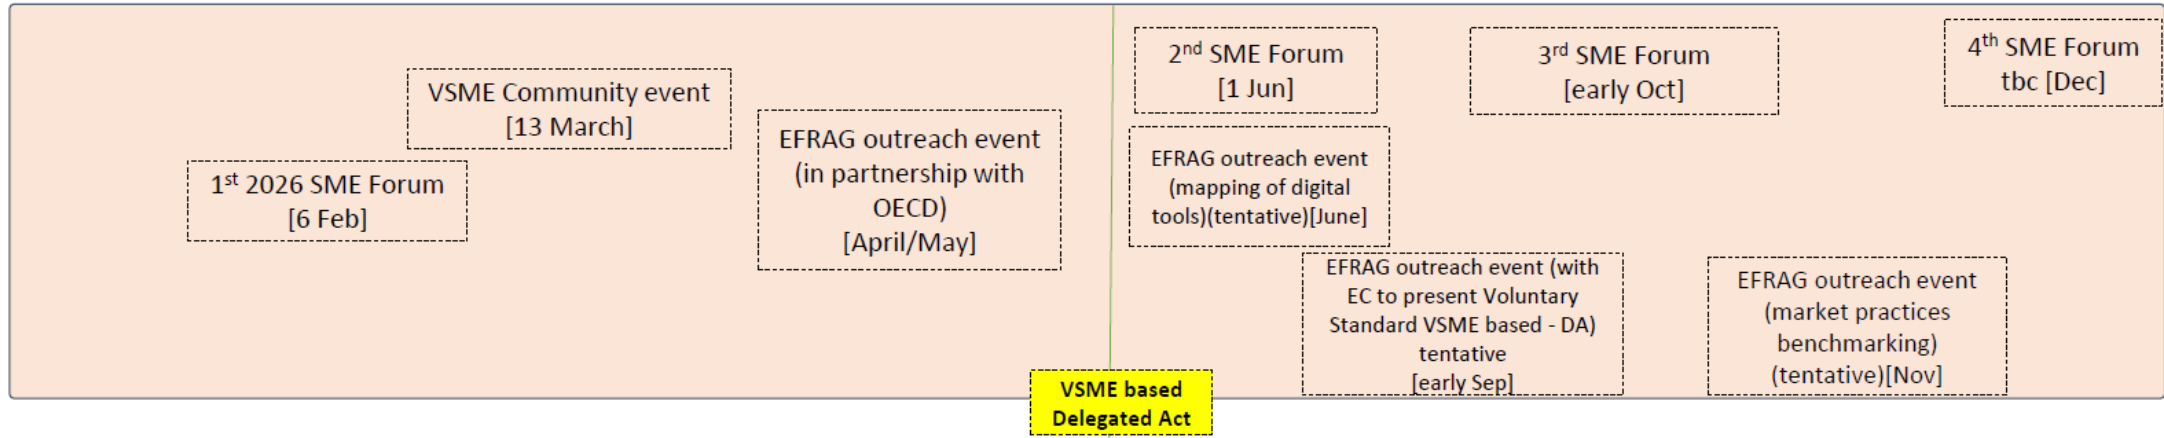 1st 2026 SME Forum
[6 Feb]
VSME Community event
[13 March]
EFRAG outreach event
(in partnership with
OECD)
[April/May]
VSME based
Delegated Act
2nd SME Forum
[1 Jun]
EFRAG outreach event
(mapping of digital
tools)(tentative)[June]
EFRAG outreach event (with
EC to present Voluntary
Standard VSME based - DA)
tentative
[early Sep]
3rd SME Forum
[early Oct]
EFRAG outreach event
(market practices
benchmarking)
(tentative)[Nov]
4th SME Forum
tbc [Dec]